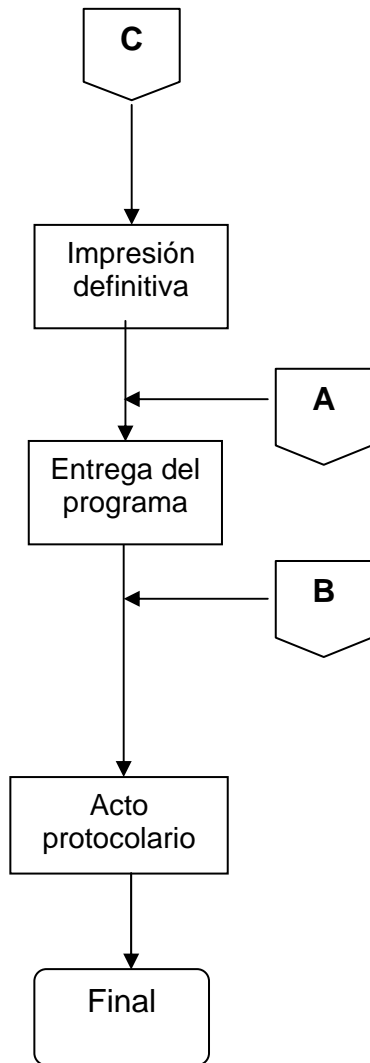 C
Impresión
definitiva
A
Entrega del
programa
B
Acto
protocolario
Final